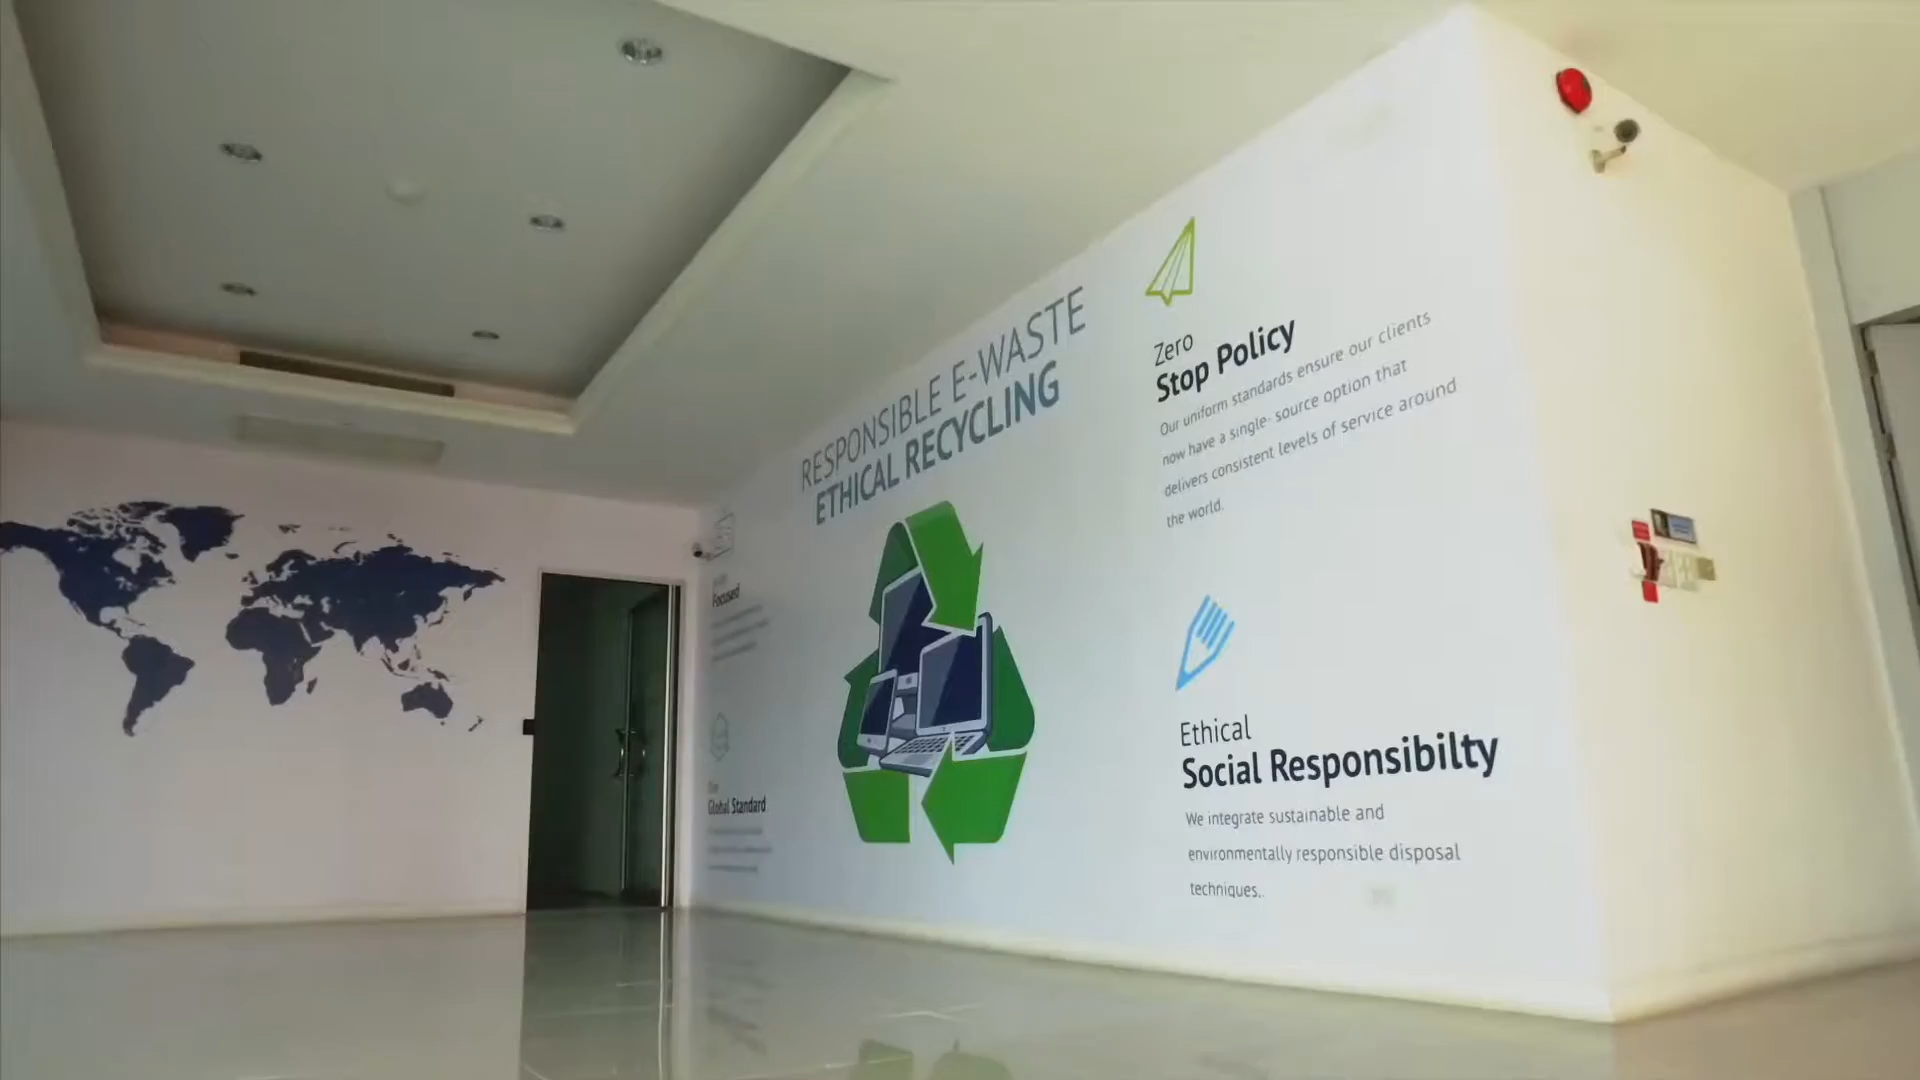 RESPONSIBLE E-WASTE
ETHICAL RECYCLING
Zero
Stop Policy
Our uniform standards ensure our clients
now have a single- source option that
delivers consistent levels of service around
the world.
Ethical
Social Responsibilty
We integrate sustainable and
environmentally responsible disposal
techniques..
Focused
Global Standard